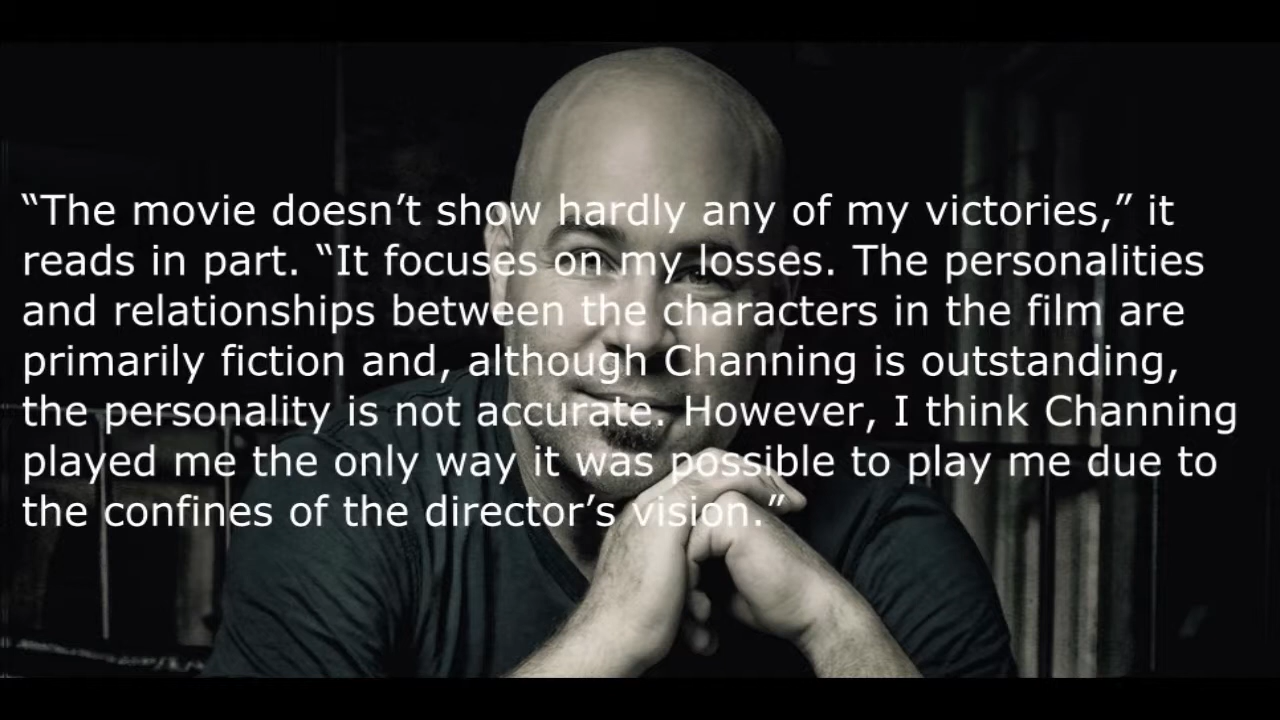 “The movie doesn’t show hardly any of my victories,” it
reads in part. “It focuses on my losses. The personalities
and relationships between the characters in the film are
primarily fiction and, although Channing is outstanding,
the personality is not accurate. However, I think Channing
played me the only way it was possible to play me due to
the confines of the director’s vision.”